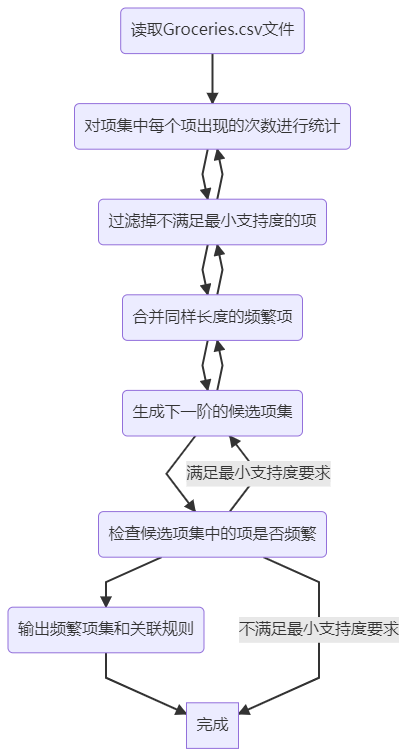 读取Groceries.csv文件
对项集中每个项出现的次数进行统计
过滤掉不满足最小支持度的项
合并同样长度的频繁项
生成下一阶的候选项集
满足最小支持度要求
检查候选项集中的项是否频繁
输出频繁项集和关联规则
不满足最小支持度要求
完成